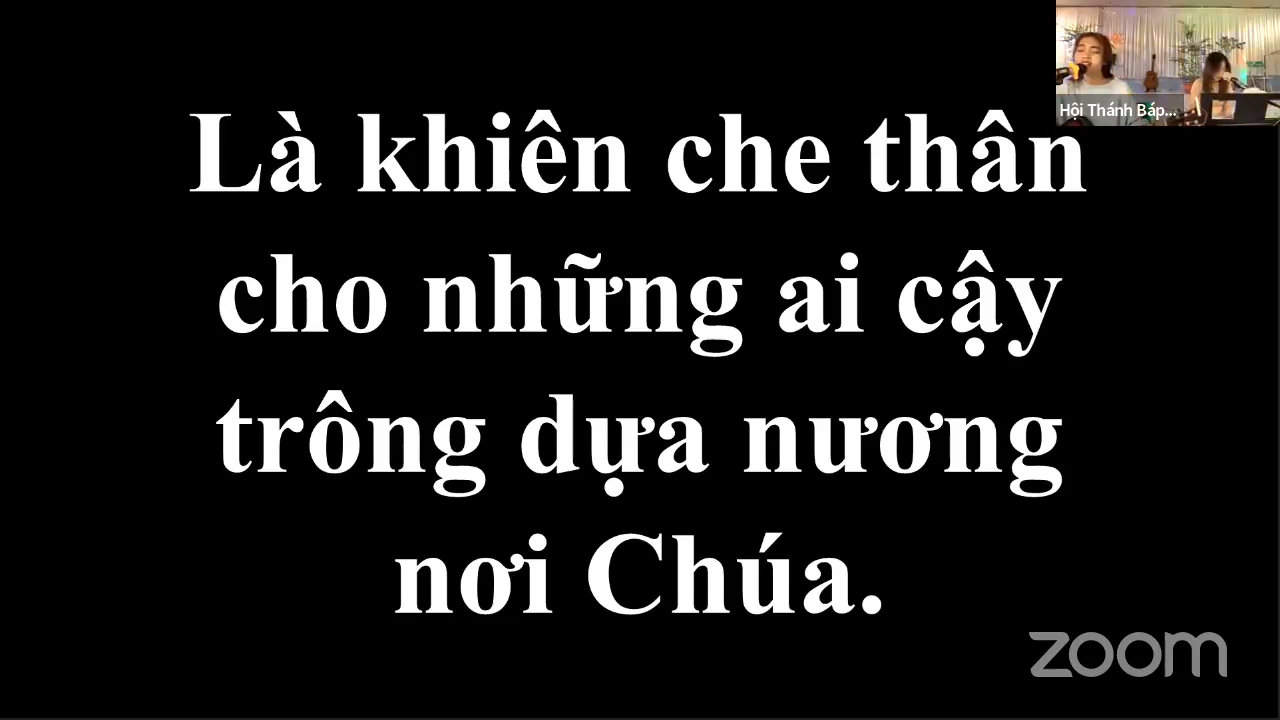 Hội Thánh Báp...
Là khiên che thân
cho những ai cậy
trông dựa nương
nơi Chúa.
zoom